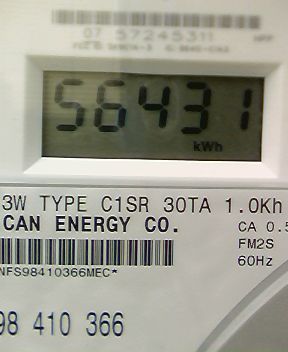 07 57245311
56431
kWh
3W TYPE C1SR 30TA 1.0Kh
CAN ENERGY CO.
CA 0.5
FM2S
60Hz
NFS98410366MEC*
98 410 366